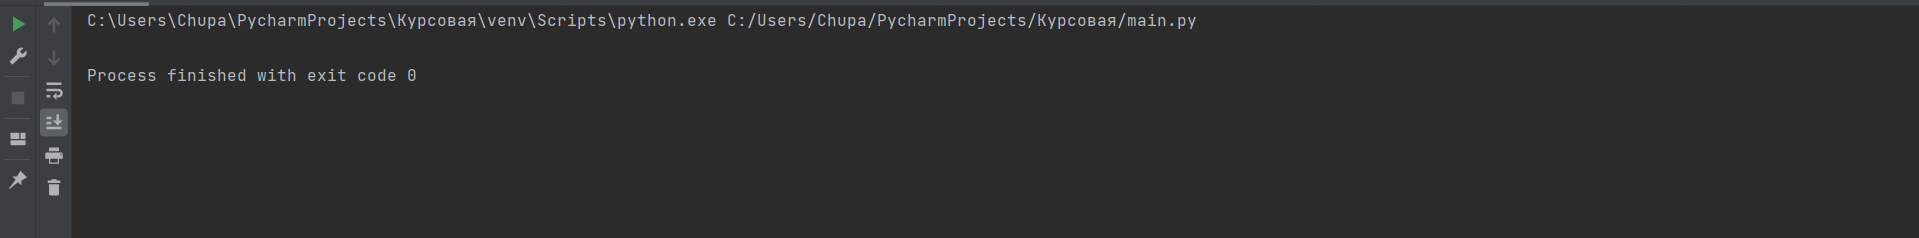 C:\Users\Chupa\PycharmProjects\Курсовая\venv\Scripts\python.exe C:/Users/Chupa/PycharmProjects/Курсовая/main.py
Process finished with exit code 0